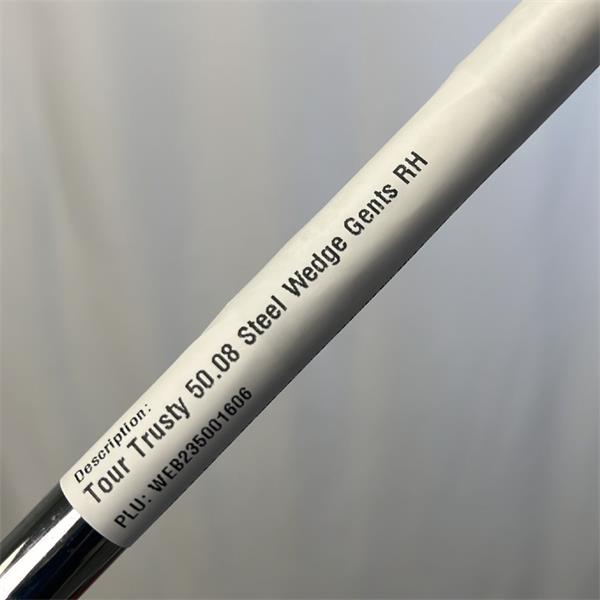 Description:
Tour Trusty 50.08 Steel Wedge Gents RH
PLU: WEB235001606